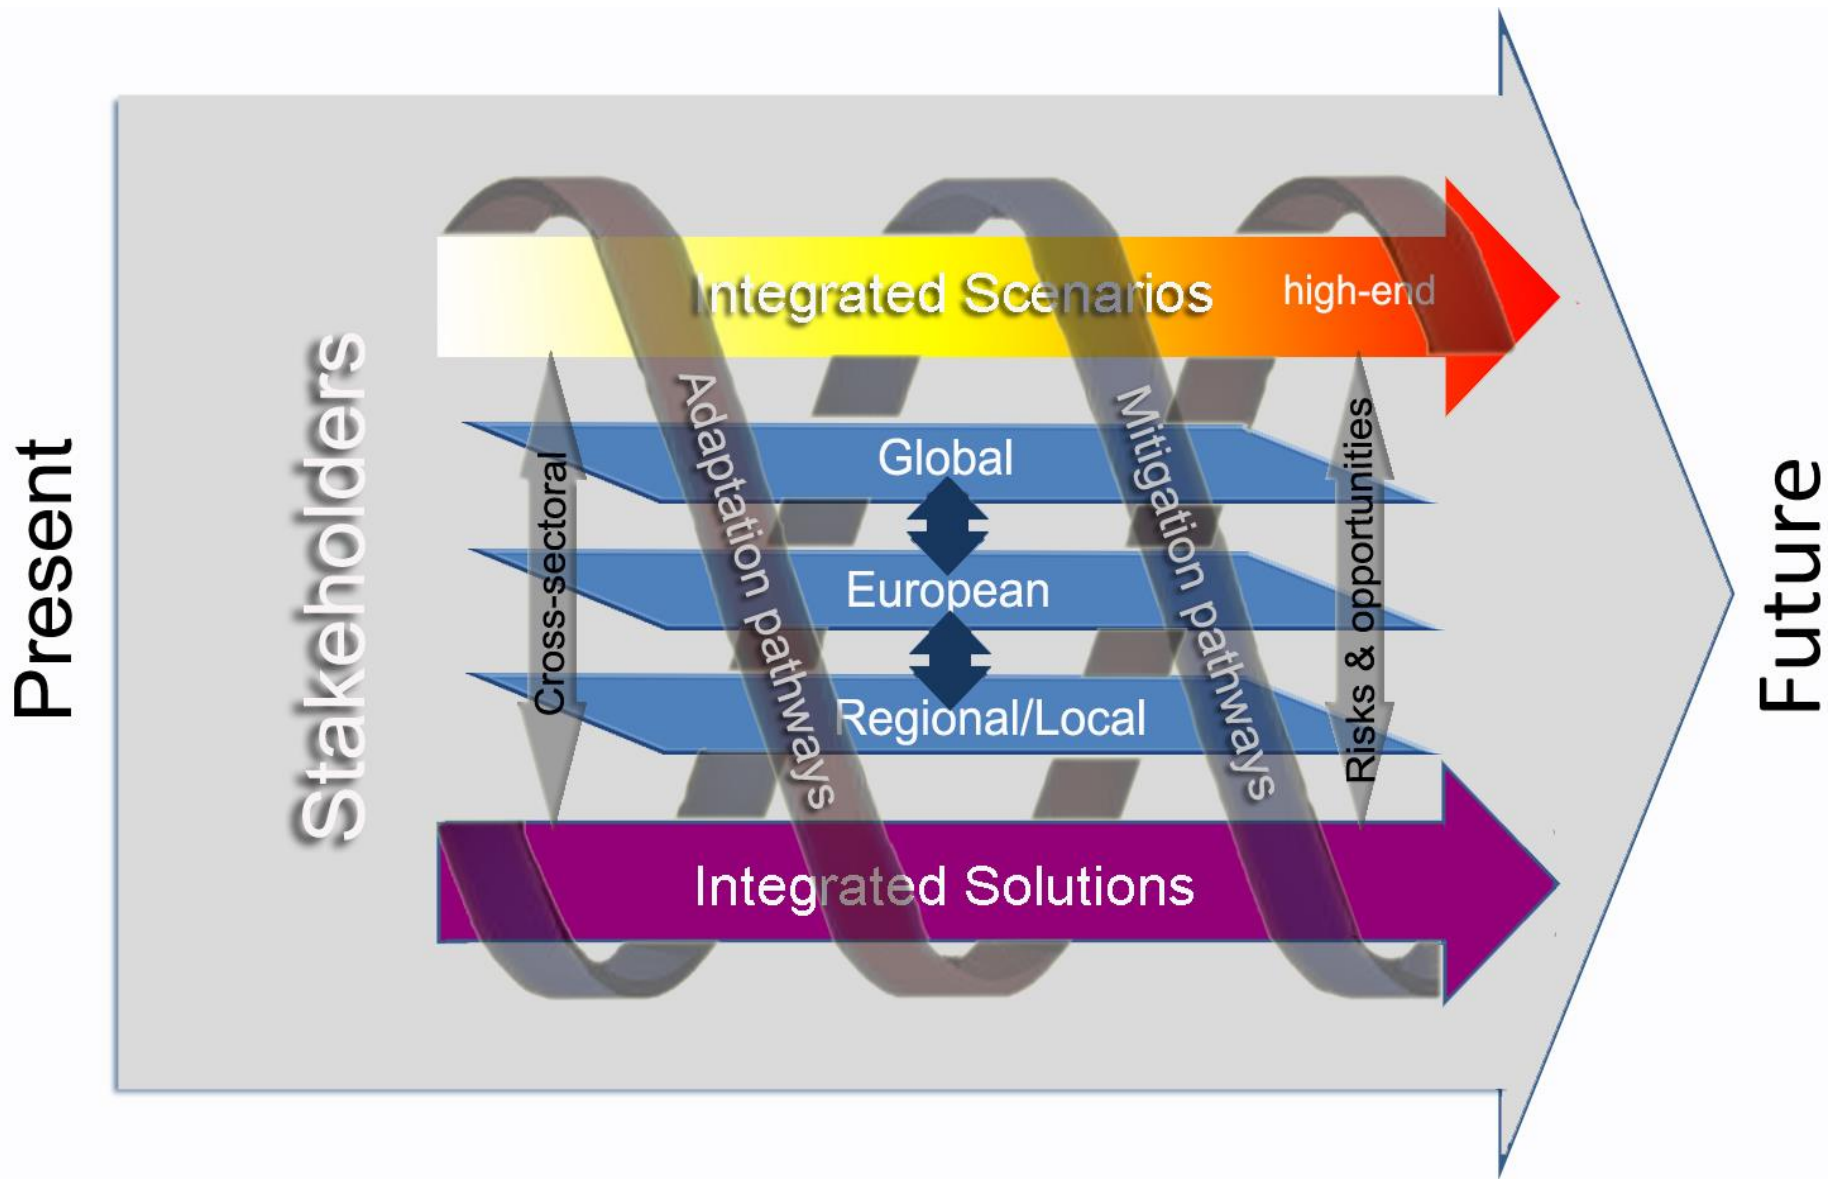 Present
Stakeholders
Integrated Scenarios
high-end
Cross-sectoral
Adaptation pathways
Global
European
Regional/Local
Mitigation pathways
Risks & opportunities
Integrated Solutions
Future